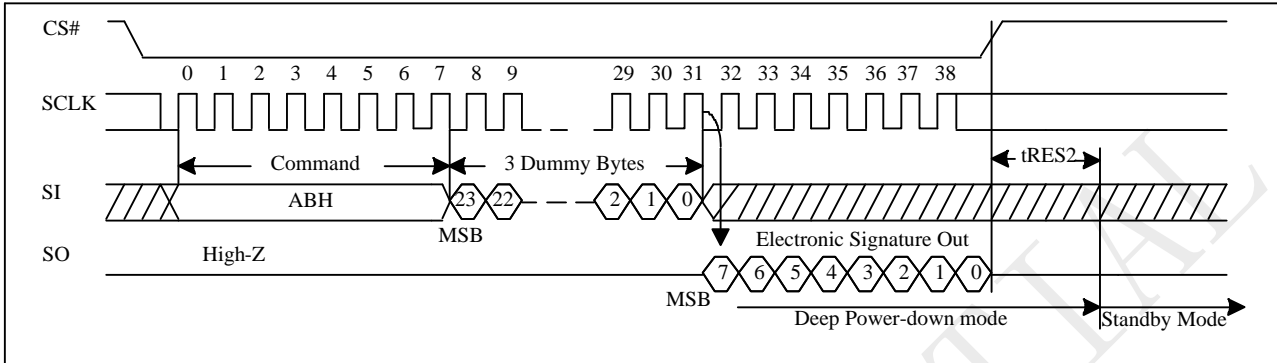 CS#
0 1 2 3 4 5 6 7 8 9 29 30 31 32 33 34 35 36 37 38
SCLK
Command 3 Dummy Bytes tRES2
SI ABH 23 22 2 1 0
MSB
SO High-Z Electronic Signature Out
7 6 5 4 3 2 1 0
MSB
Deep Power-down mode Standby Mode